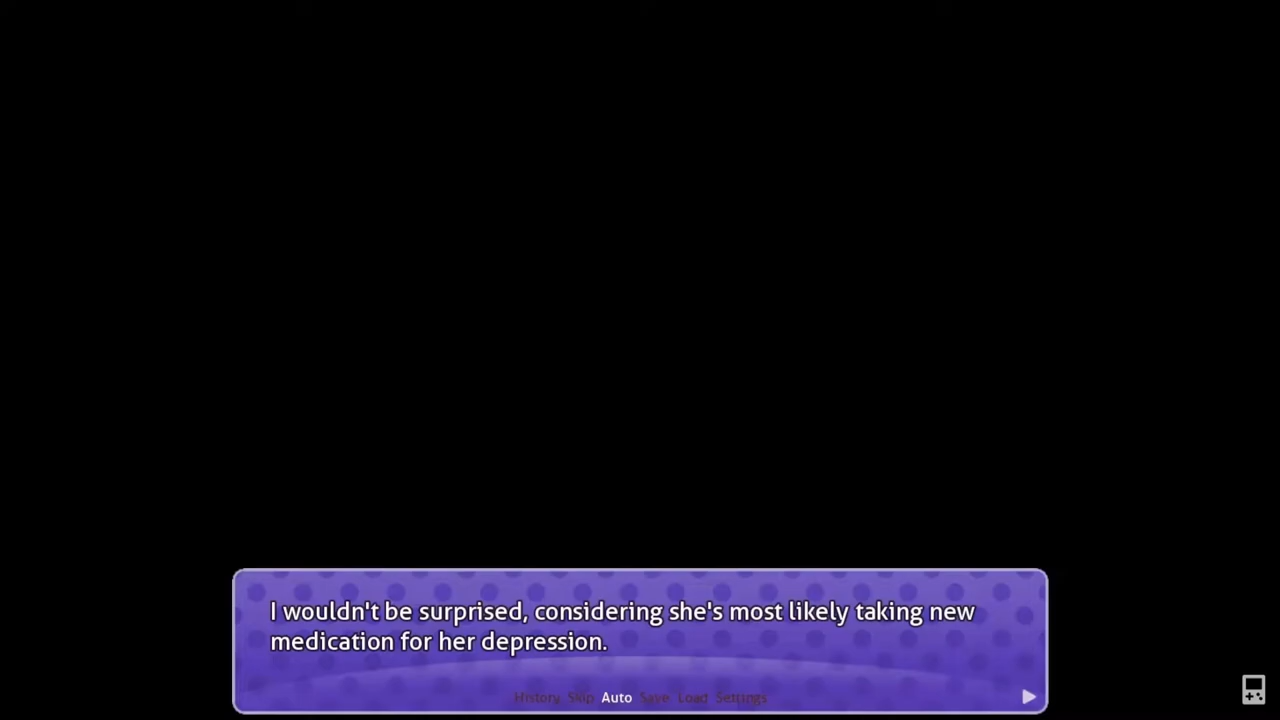 I wouldn't be surprised, considering she's most likely taking new
medication for her depression.
History Skip Auto Save Load Settings